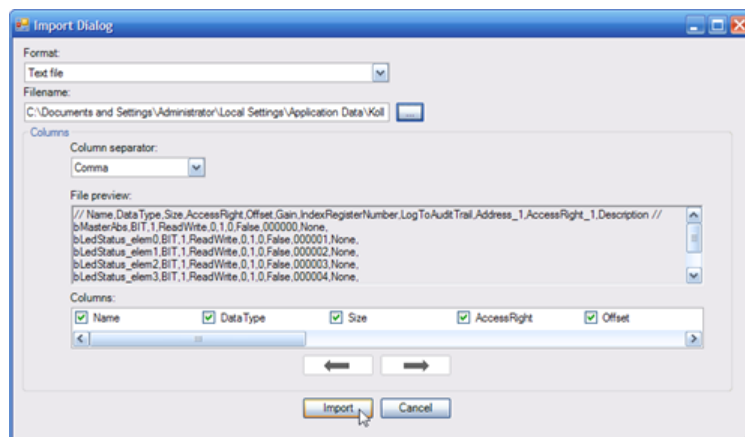 Import Dialog
Format:
Text file
Filename:
C:\Documents and Settings\Administrator\Local Settings\Application Data\Koll
...
Columns
Column separator:
Comma
File preview:
// Name,DataType,Size,AccessRight,Offset,Gain,IndexRegisterNumber,LogToAuditTrail,Address_1,AccessRight_1,Description //
bMasterAbs,BIT,1,ReadWrite,0,1,0,False,000000,None,
bLedStatus_elem0,BIT,1,ReadWrite,0,1,0,False,000001,None,
bLedStatus_elem1,BIT,1,ReadWrite,0,1,0,False,000002,None,
bLedStatus_elem2,BIT,1,ReadWrite,0,1,0,False,000003,None,
bLedStatus_elem3,BIT,1,ReadWrite,0,1,0,False,000004,None,
Columns:
Name DataType Size AccessRight Offset
Import Cancel